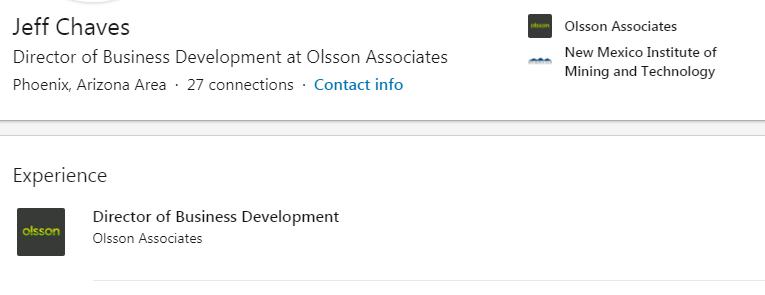 Jeff Chaves
Director of Business Development at Olsson Associates
Phoenix, Arizona Area · 27 connections · Contact info
Olsson Associates
New Mexico Institute of
Mining and Technology
Experience
olsson
Director of Business Development
Olsson Associates